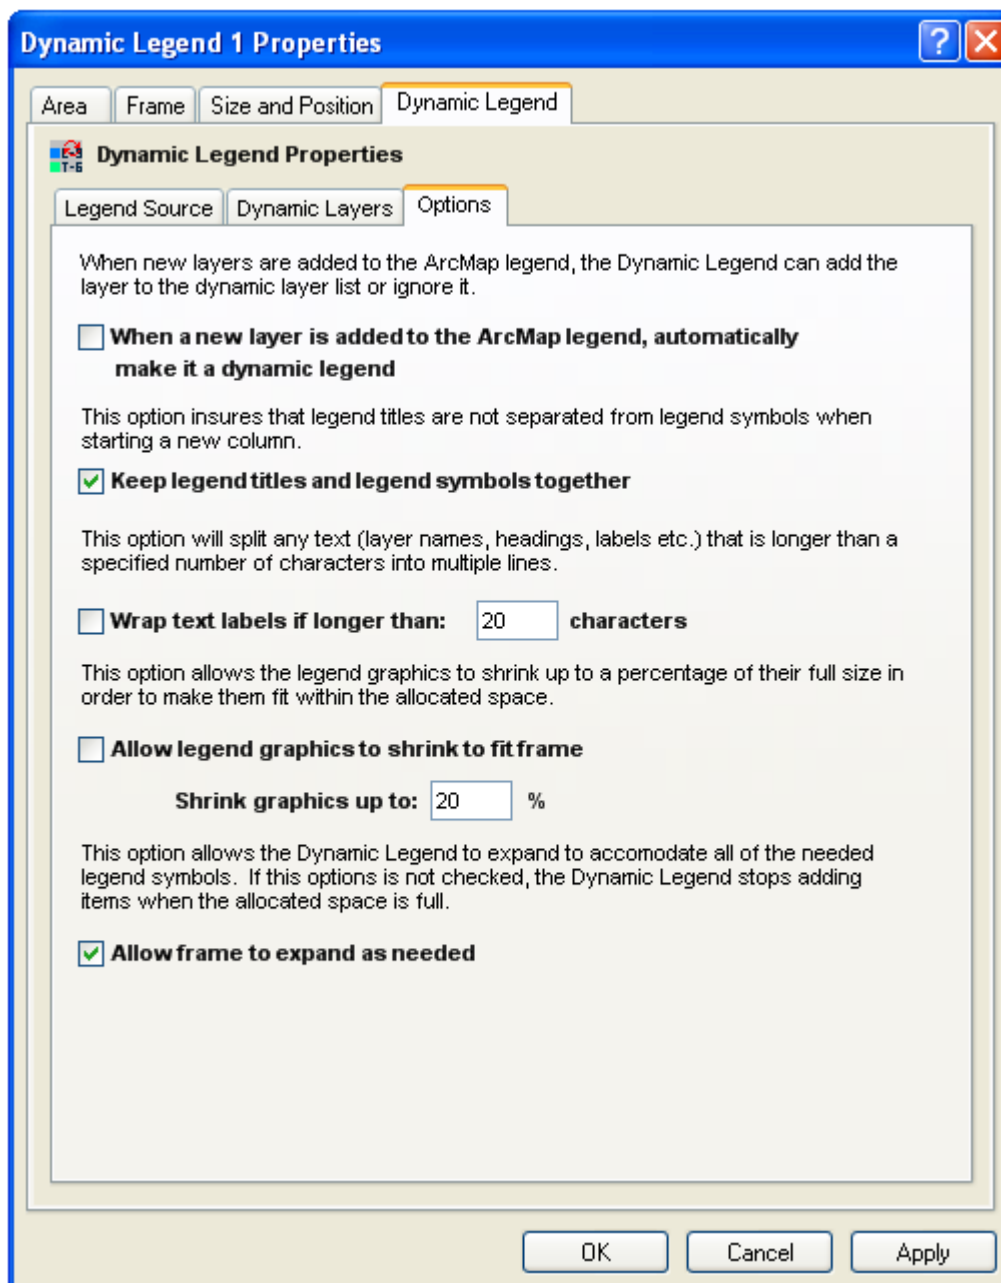 Dynamic Legend 1 Properties
Area
Frame
Size and Position
Dynamic Legend
T-6
Dynamic Legend Properties
Legend Source
Dynamic Layers
Options
When new layers are added to the ArcMap legend, the Dynamic Legend can add the
layer to the dynamic layer list or ignore it.
When a new layer is added to the ArcMap legend, automatically
make it a dynamic legend
This option insures that legend titles are not separated from legend symbols when
starting a new column.
Keep legend titles and legend symbols together
This option will split any text (layer names, headings, labels etc.) that is longer than a
specified number of characters into multiple lines.
Wrap text labels if longer than: 20 characters
This option allows the legend graphics to shrink up to a percentage of their full size in
order to make them fit within the allocated space.
Allow legend graphics to shrink to fit frame
Shrink graphics up to: 20 %
This option allows the Dynamic Legend to expand to accomodate all of the needed
legend symbols. If this options is not checked, the Dynamic Legend stops adding
items when the allocated space is full.
Allow frame to expand as needed
OK
Cancel
Apply